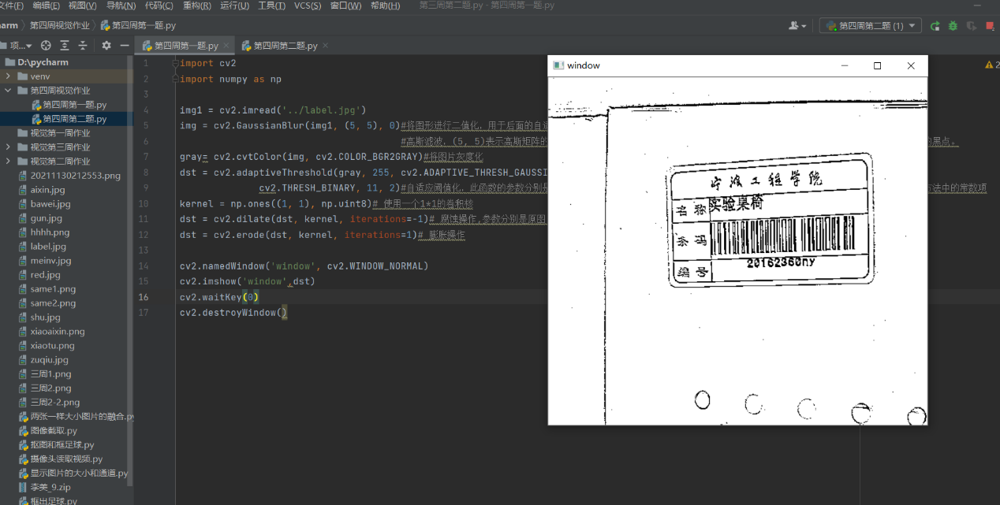 文件(F) 编辑(E) 视图(V) 导航(N) 代码(C) 重构(R) 运行(U) 工具(T) VCS(S) 窗口(W) 帮助(H) 第三周第二题.py - 第四周第一题.py
arm 第四周视觉作业 第四周第一题.py 第四周第二题 (1)
项... 第四周第一题.py 第四周第二题.py
D:\pycharm
venv
第四周视觉作业
第四周第一题.py
第四周第二题.py
视觉第一周作业
视觉第三周作业
视觉第二周作业
20211130212553.png
aixin.jpg
bawei.jpg
gun.jpg
hhhh.png
label.jpg
meinv.jpg
red.jpg
same1.png
same2.png
shu.jpg
xiaoaixin.png
xiaotu.png
zuqiu.jpg
三周1.png
三周2.png
三周2-2.png
两张一样大小图片的融合.py
图像截取.py
抠图和框足球.py
摄像头读取视频.py
显示图片的大小和通道.py
李美_9.zip
框出足球.py
1 import cv2
2 import numpy as np
3
4 img1 = cv2.imread('../label.jpg')
5 img = cv2.GaussianBlur(img1, (5, 5), 0)#将图形进行二值化，用于后面的自适
6 #高斯滤波，(5, 5)表示高斯矩阵的 的黑点。
7 gray= cv2.cvtColor(img, cv2.COLOR_BGR2GRAY)#将图片灰度化
8 dst = cv2.adaptiveThreshold(gray, 255, cv2.ADAPTIVE_THRESH_GAUSSI
9 cv2.THRESH_BINARY, 11, 2)#自适应阈值化，此函数的参数分别是 方法中的常数项
10 kernel = np.ones((1, 1), np.uint8)# 使用一个1*1的卷积核
11 dst = cv2.dilate(dst, kernel, iterations=-1)# 腐蚀操作,参数分别是原图
12 dst = cv2.erode(dst, kernel, iterations=1)# 膨胀操作
13
14 cv2.namedWindow('window', cv2.WINDOW_NORMAL)
15 cv2.imshow('window',dst)
16 cv2.waitKey(0)
17 cv2.destroyWindow()
2
window
宁波工程学院
名称 实验桌椅
条码
20162360ny
编号